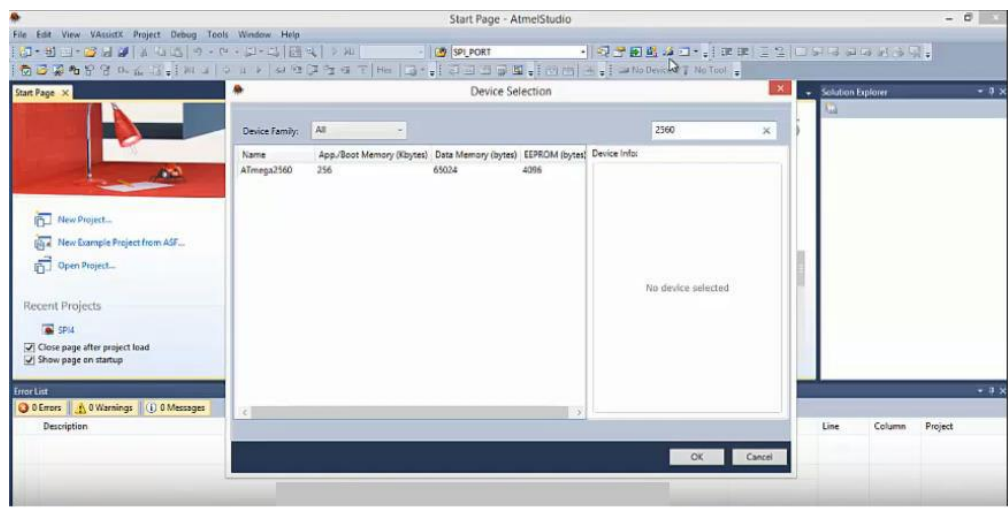 Start Page - AtmelStudio
File Edit View VAssistX Project Debug Tools Window Help
SPI_PORT
Hex
No Device No Tool
Start Page
Device Selection
Solution Explorer
Device Family: All 2560
Name App./Boot Memory (Kbytes) Data Memory (bytes) EEPROM (bytes) Device Info:
ATmega2560 256 65024 4096
New Project...
New Example Project from ASF...
Open Project...
No device selected
Recent Projects
SPI4
Close page after project load
Show page on startup
Error List
0 Errors 0 Warnings 0 Messages
Description Line Column Project
OK Cancel